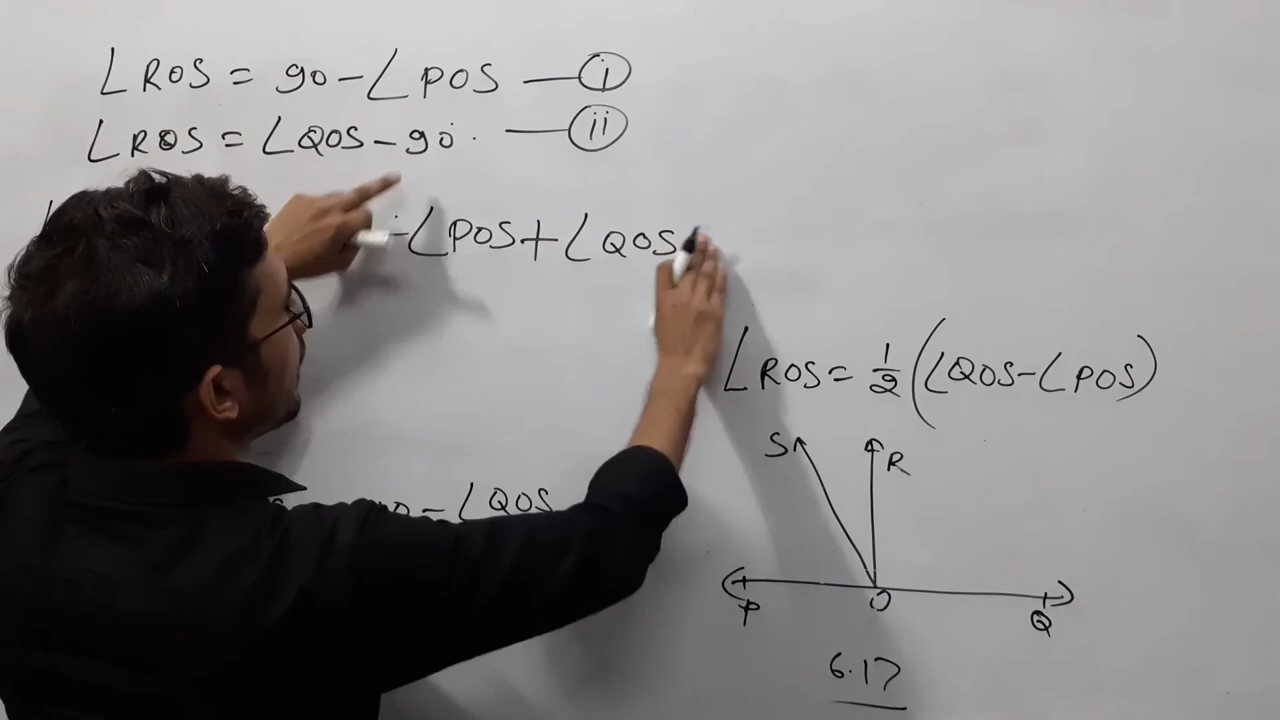 ∠ROS = 90 - ∠POS — (i)
∠ROS = ∠QOS - 90° — (ii)
- ∠POS + ∠QOS
∠ROS = 1/2 (∠QOS - ∠POS)
S
R
- ∠QOS
P
O
Q
6.17